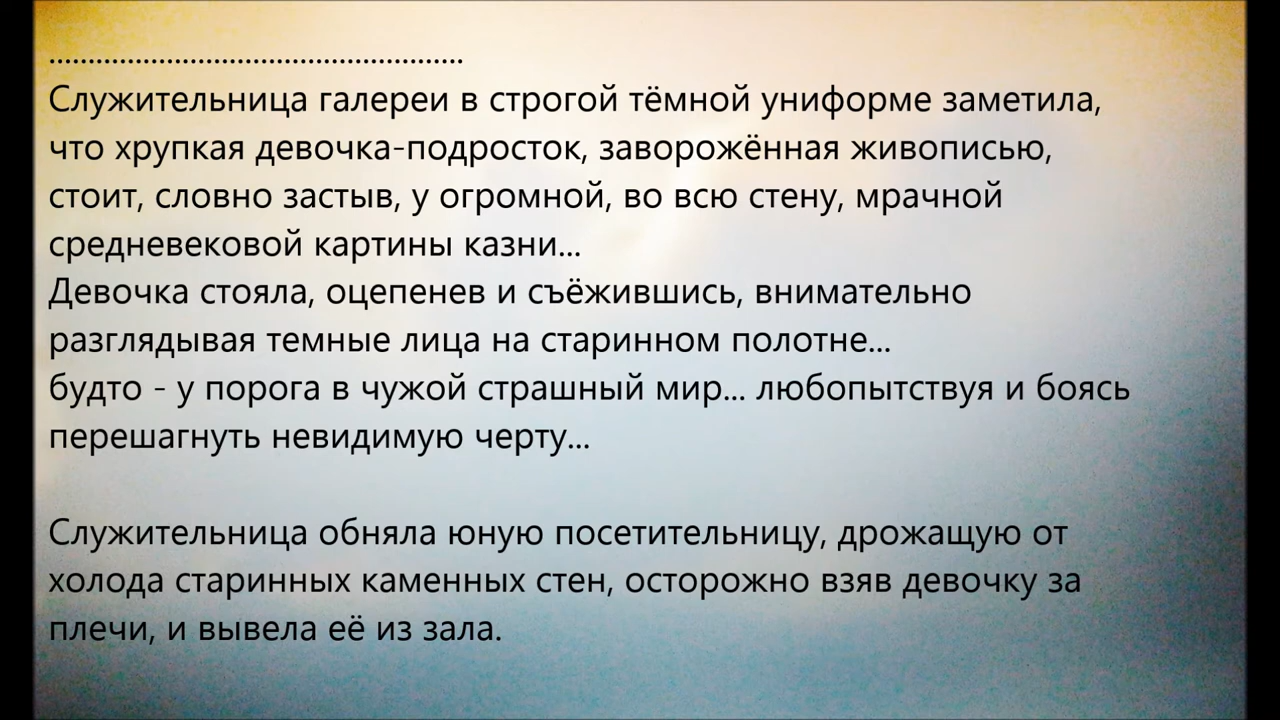 .....................................................
Служительница галереи в строгой тёмной униформе заметила,
что хрупкая девочка-подросток, заворожённая живописью,
стоит, словно застыв, у огромной, во всю стену, мрачной
средневековой картины казни...
Девочка стояла, оцепенев и съёжившись, внимательно
разглядывая темные лица на старинном полотне...
будто - у порога в чужой страшный мир... любопытствуя и боясь
перешагнуть невидимую черту...
Служительница обняла юную посетительницу, дрожащую от
холода старинных каменных стен, осторожно взяв девочку за
плечи, и вывела её из зала.